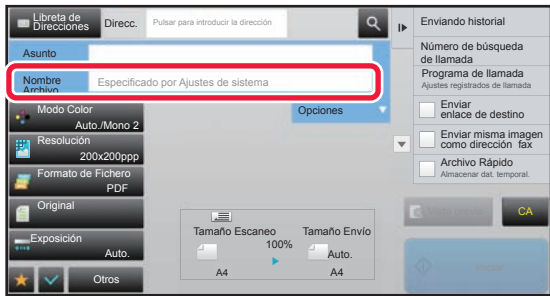 Libreta de
Direcciones
Direcc.
Pulsar para introducir la dirección
Asunto
Nombre
Archivo
Especificado por Ajustes de sistema
Modo Color
Auto./Mono 2
Opciones
Resolución
200x200ppp
Formato de Fichero
PDF
Original
Exposición
Auto.
Otros
Tamaño Escaneo
Tamaño Envío
100%
Auto.
A4
A4
Enviando historial
Número de búsqueda
de llamada
Programa de llamada
Ajustes registrados de llamada
Enviar
enlace de destino
Enviar misma imagen
como dirección fax
Archivo Rápido
Almacenar dat. temporal.
CA